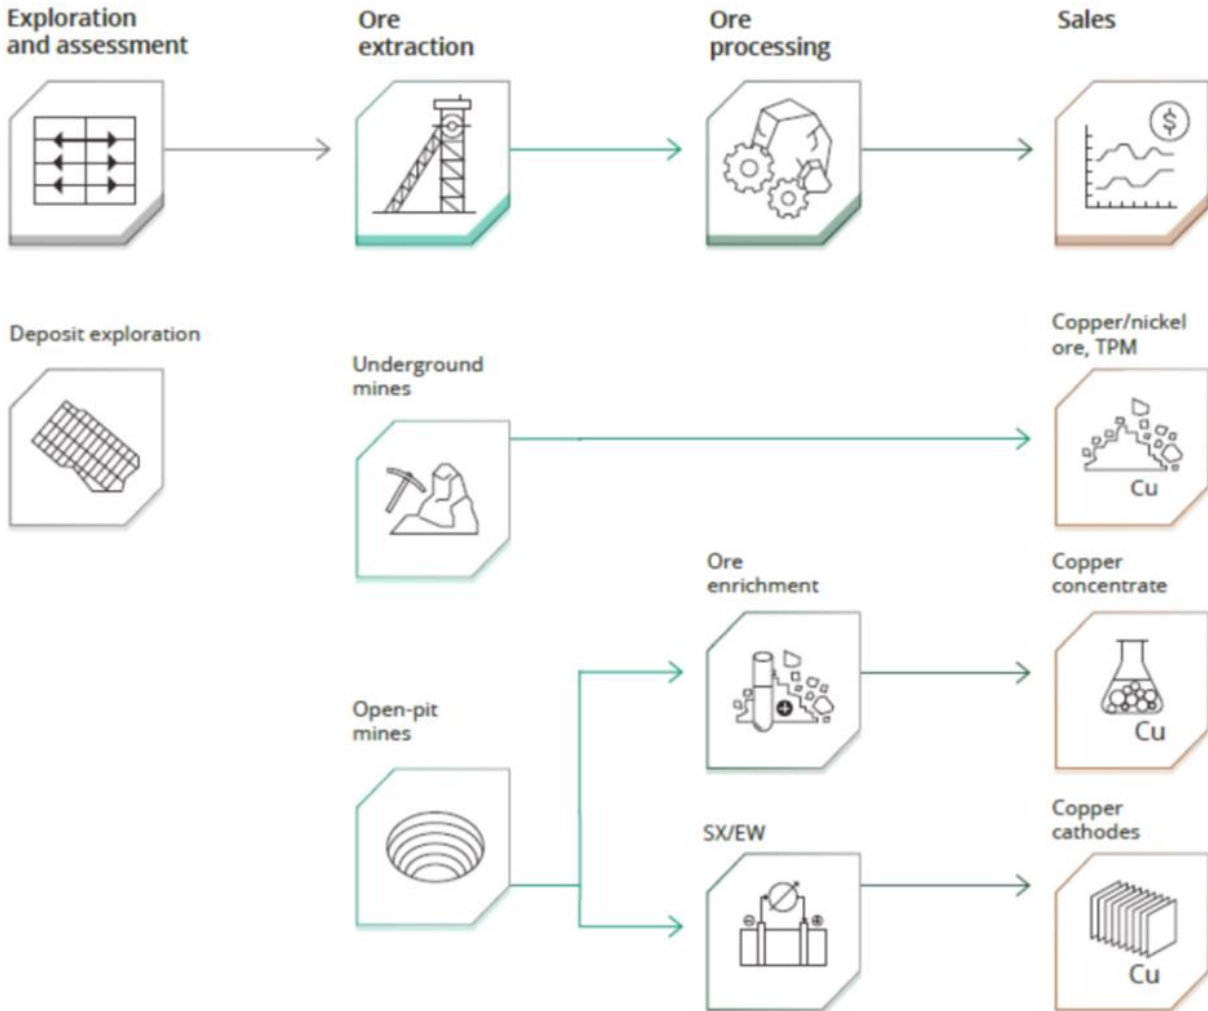 Exploration
and assessment
Ore
extraction
Ore
processing
Sales
$
Deposit exploration
Underground
mines
Copper/nickel
ore, TPM
Cu
Ore
enrichment
Copper
concentrate
Cu
Open-pit
mines
SX/EW
Copper
cathodes
Cu